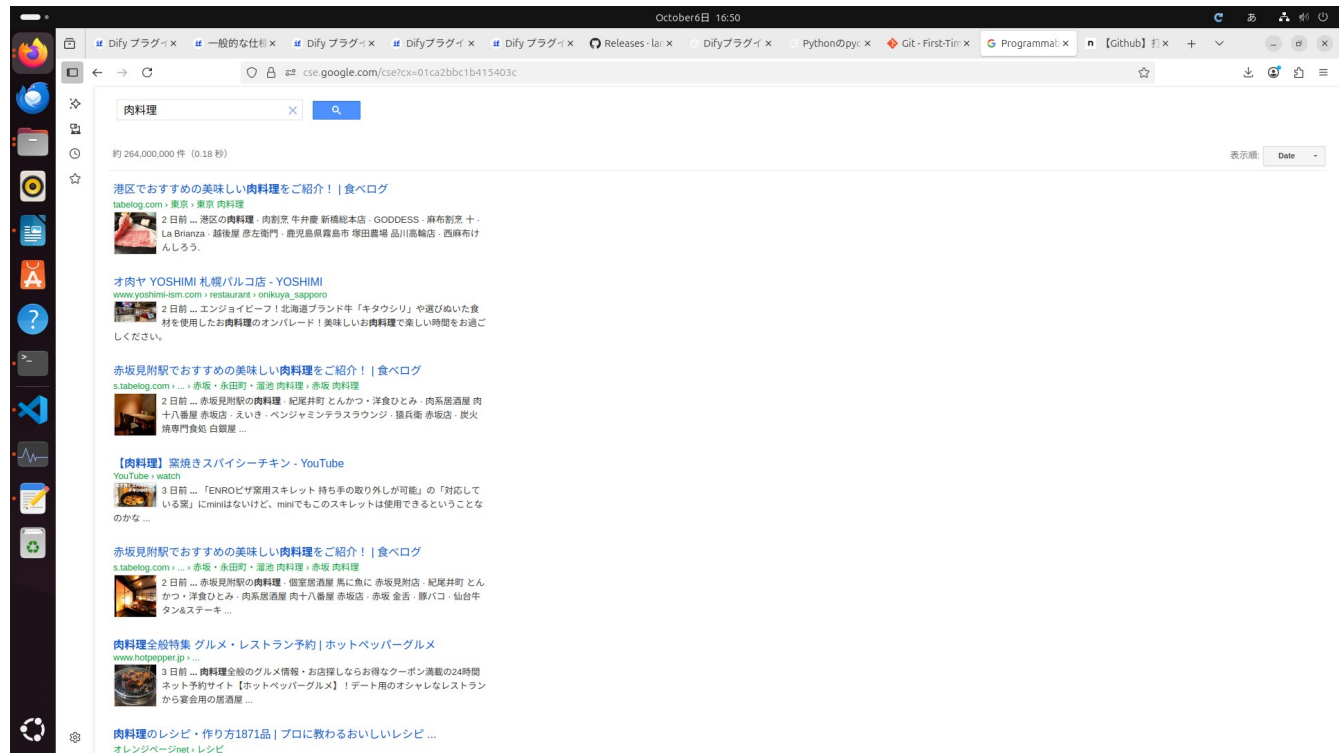 October6日 16:50
あ
Dify プラグイ
一般的な仕様
Dify プラグイ
Difyプラグイ
Dify プラグイ
Releases · lar
Difyプラグイ
Pythonのpyc
Git - First-Tim
Programmab
【Github】打
cse.google.com/cse?cx=01ca2bbc1b415403c
肉料理
約 264,000,000 件（0.18 秒）
表示順:
Date
港区でおすすめの美味しい肉料理をご紹介！ | 食べログ
tabelog.com › 東京 › 東京 肉料理
2 日前 ... 港区の肉料理 · 肉割烹 牛弁慶 新橋総本店 · GODDESS · 麻布割烹 十 ·
La Brianza · 越後屋 彦左衛門 · 鹿児島県霧島市 塚田農場 品川高輪店 · 西麻布け
んしろう.
オ肉ヤ YOSHIMI 札幌パルコ店 - YOSHIMI
www.yoshimi-ism.com › restaurant › onikuya_sapporo
2 日前 ... エンジョイビーフ！北海道ブランド牛「キタウシリ」や選びぬいた食
材を使用したお肉料理のオンパレード！美味しいお肉料理で楽しい時間をお過ご
しください。
赤坂見附駅でおすすめの美味しい肉料理をご紹介！ | 食べログ
s.tabelog.com › ... › 赤坂・永田町・溜池 肉料理 › 赤坂 肉料理
2 日前 ... 赤坂見附駅の肉料理 · 紀尾井町 とんかつ・洋食ひとみ · 肉系居酒屋 肉
十八番屋 赤坂店 · えいき · ベンジャミンテラスラウンジ · 猿兵衛 赤坂店 · 炭火
焼専門食処 白銀屋 ...
【肉料理】窯焼きスパイシーチキン - YouTube
YouTube › watch
3 日前 ... 「ENROピザ窯用スキレット 持ち手の取り外しが可能」の「対応して
いる窯」にminiはないけど、miniでもこのスキレットは使用できるということな
のかな ...
赤坂見附駅でおすすめの美味しい肉料理をご紹介！ | 食べログ
s.tabelog.com › ... › 赤坂・永田町・溜池 肉料理 › 赤坂 肉料理
2 日前 ... 赤坂見附駅の肉料理 · 個室居酒屋 馬に魚に 赤坂見附店 · 紀尾井町 とん
かつ・洋食ひとみ · 肉系居酒屋 肉十八番屋 赤坂店 · 赤坂 金舌 · 豚バコ · 仙台牛
タン&ステーキ ...
肉料理全般特集 グルメ・レストラン予約 | ホットペッパーグルメ
www.hotpepper.jp › ...
3 日前 ... 肉料理全般のグルメ情報・お店探しならお得なクーポン満載の24時間
ネット予約サイト【ホットペッパーグルメ】！デート用のオシャレなレストラン
から宴会用の居酒屋 ...
肉料理のレシピ・作り方1871品 | プロに教わるおいしいレシピ ...
オレンジページnet › レシピ